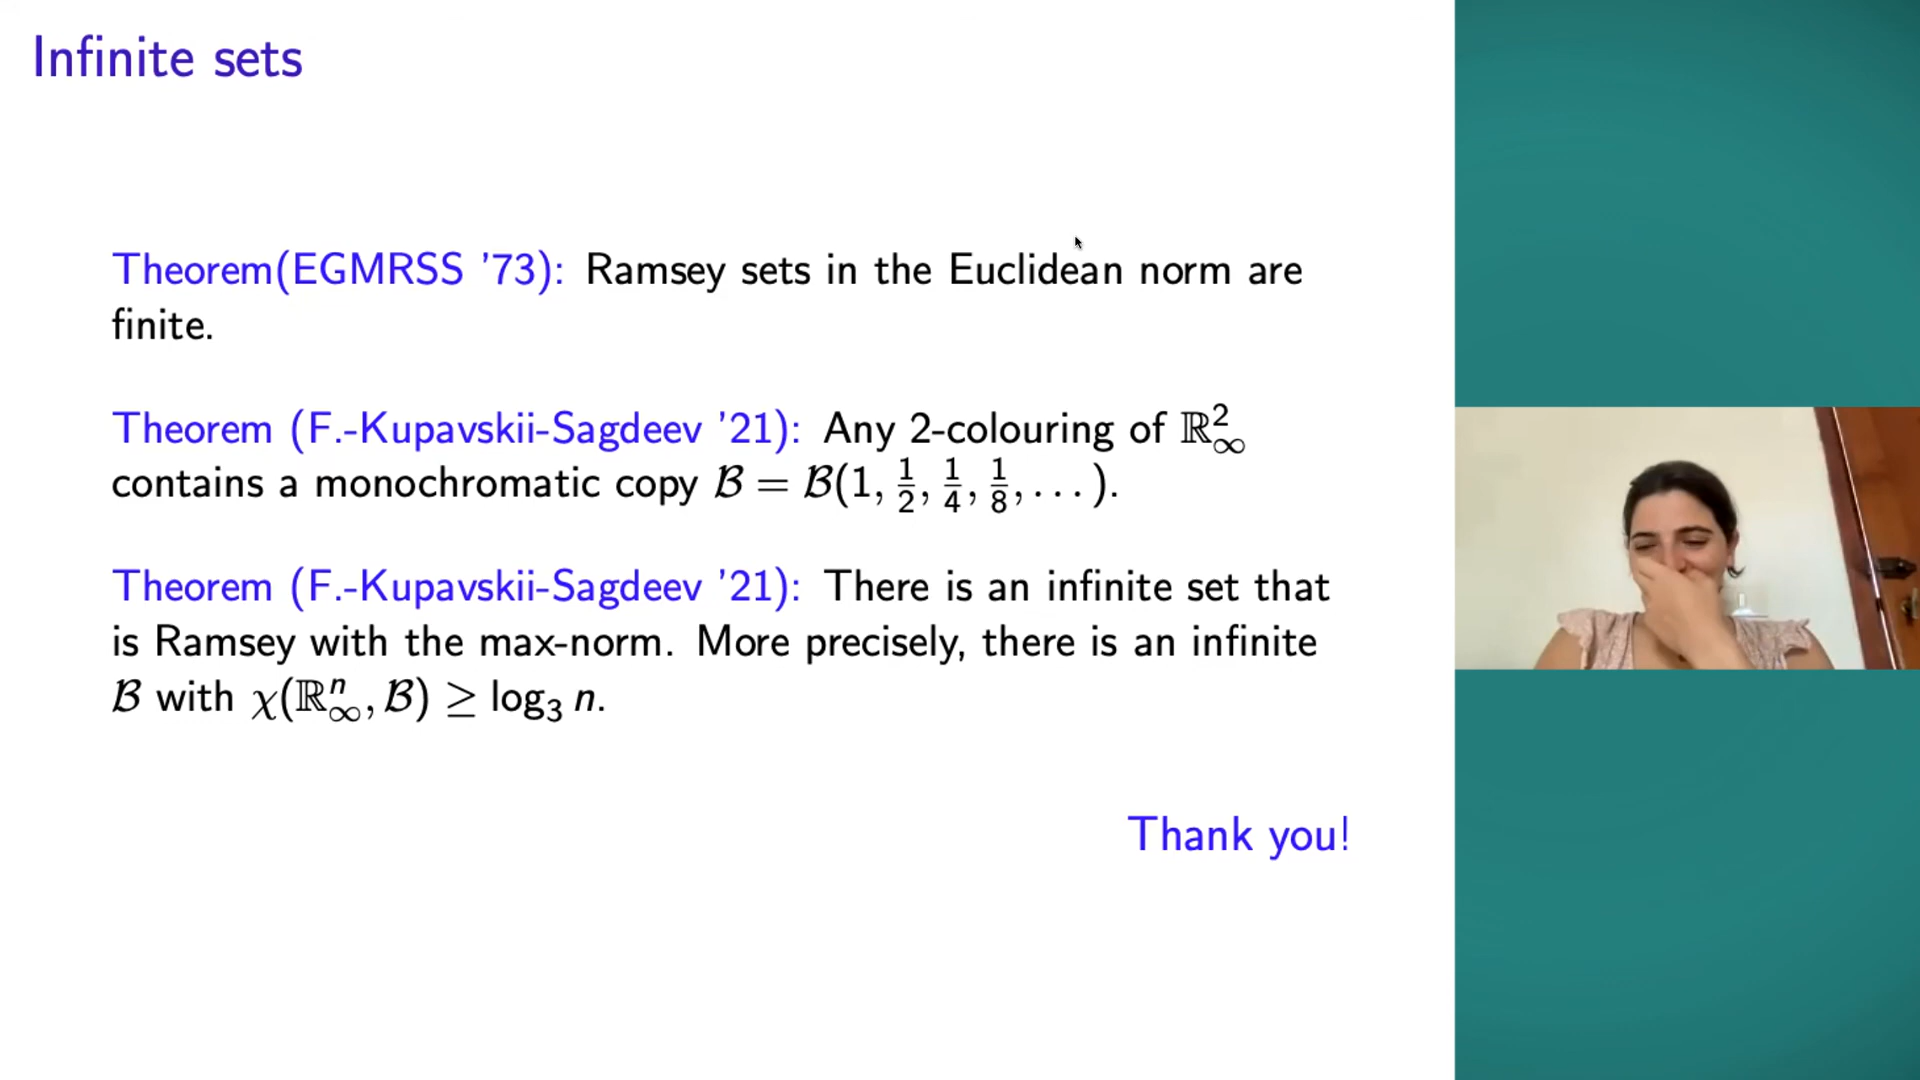 Infinite sets
Theorem(EGMRSS '73): Ramsey sets in the Euclidean norm are
finite.
Theorem (F.-Kupavskii-Sagdeev '21): Any 2-colouring of ℝ²_∞
contains a monochromatic copy ℬ = ℬ(1, 1/2, 1/4, 1/8, . . . ).
Theorem (F.-Kupavskii-Sagdeev '21): There is an infinite set that
is Ramsey with the max-norm. More precisely, there is an infinite
ℬ with χ(ℝⁿ_∞, ℬ) ≥ log₃ n.
Thank you!